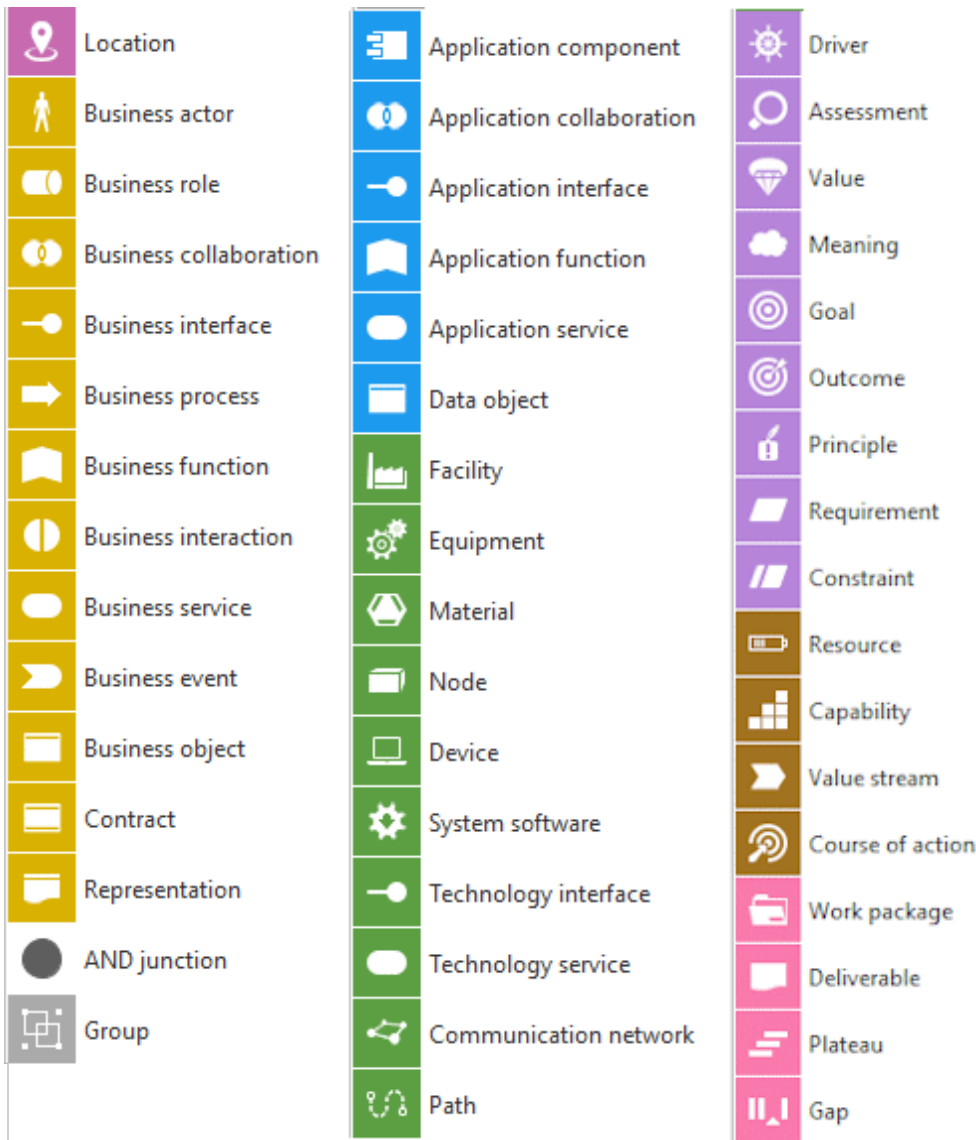 Location
Business actor
Business role
Business collaboration
Business interface
Business process
Business function
Business interaction
Business service
Business event
Business object
Contract
Representation
AND junction
Group
Application component
Application collaboration
Application interface
Application function
Application service
Data object
Facility
Equipment
Material
Node
Device
System software
Technology interface
Technology service
Communication network
Path
Driver
Assessment
Value
Meaning
Goal
Outcome
Principle
Requirement
Constraint
Resource
Capability
Value stream
Course of action
Work package
Deliverable
Plateau
Gap